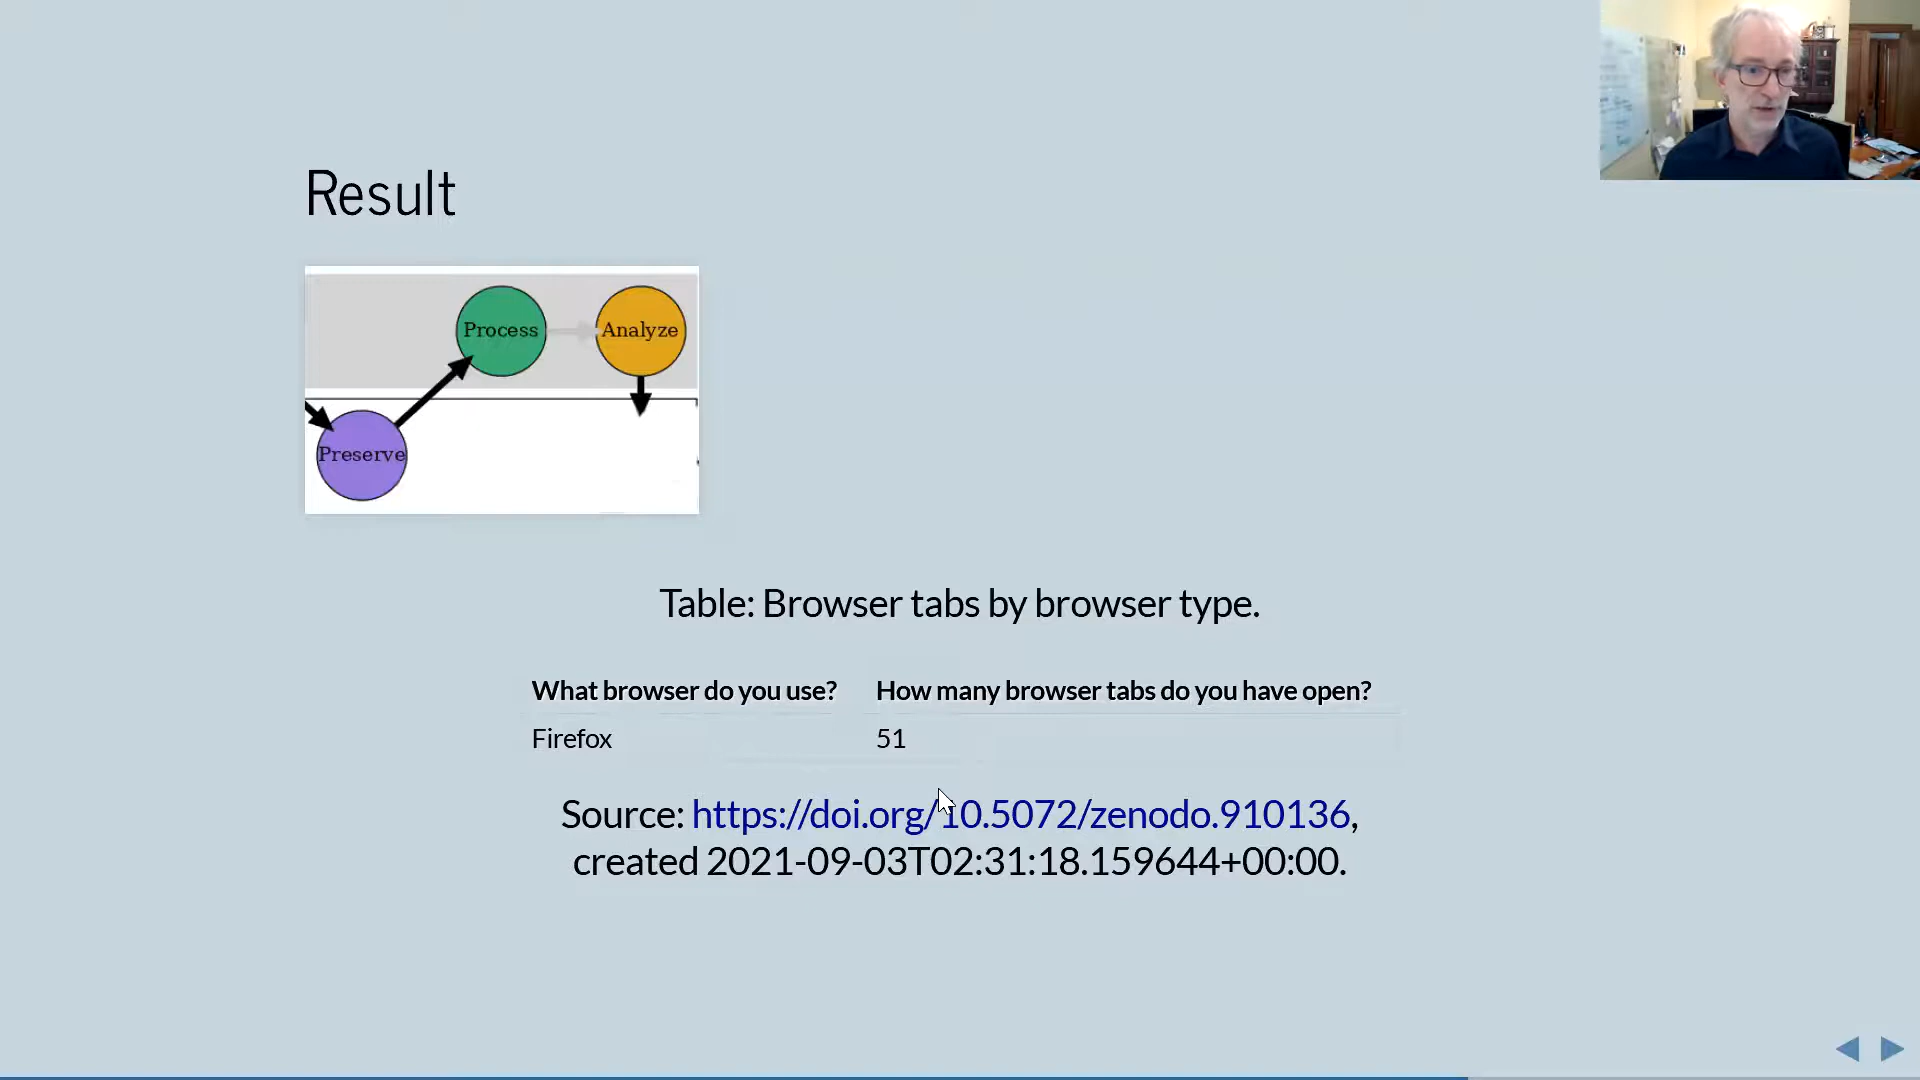 Result
Process
Analyze
Preserve
Table: Browser tabs by browser type.
What browser do you use? How many browser tabs do you have open?
Firefox 51
Source: https://doi.org/10.5072/zenodo.910136,
created 2021-09-03T02:31:18.159644+00:00.